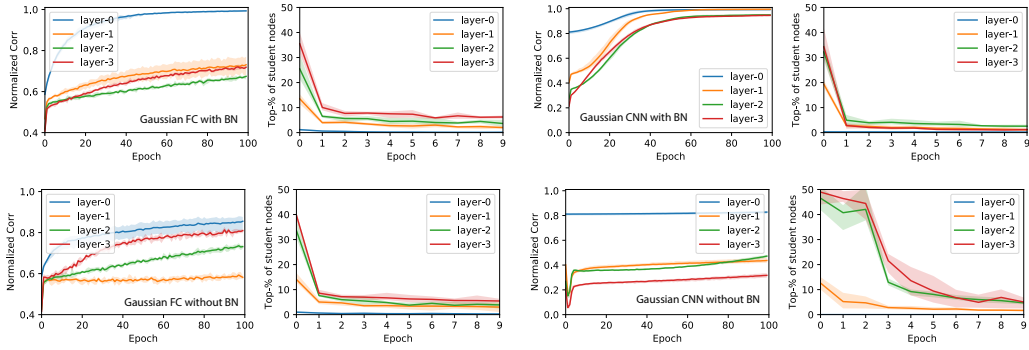 Normalized Corr
1,0
0,8
0,6
0,4
layer-0
layer-1
layer-2
layer-3
Gaussian FC with BN
0 20 40 60 80 100
Epoch
Top-% of student nodes
50
40
30
20
10
0
layer-0
layer-1
layer-2
layer-3
0 1 2 3 4 5 6 7 8 9
Epoch
Normalized Corr
1,0
0,8
0,6
0,4
0,2
0,0
layer-0
layer-1
layer-2
layer-3
Gaussian CNN with BN
0 20 40 60 80 100
Epoch
Top-% of student nodes
50
40
30
20
10
0
layer-0
layer-1
layer-2
layer-3
0 1 2 3 4 5 6 7 8 9
Epoch
Normalized Corr
1,0
0,8
0,6
0,4
layer-0
layer-1
layer-2
layer-3
Gaussian FC without BN
0 20 40 60 80 100
Epoch
Top-% of student nodes
50
40
30
20
10
0
layer-0
layer-1
layer-2
layer-3
0 1 2 3 4 5 6 7 8 9
Epoch
Normalized Corr
1.0
0.8
0.6
0.4
0.2
0.0
layer-0
layer-1
layer-2
layer-3
Gaussian CNN without BN
0 20 40 60 80 100
Epoch
Top-% of student nodes
50
40
30
20
10
0
layer-0
layer-1
layer-2
layer-3
0 1 2 3 4 5 6 7 8 9
Epoch